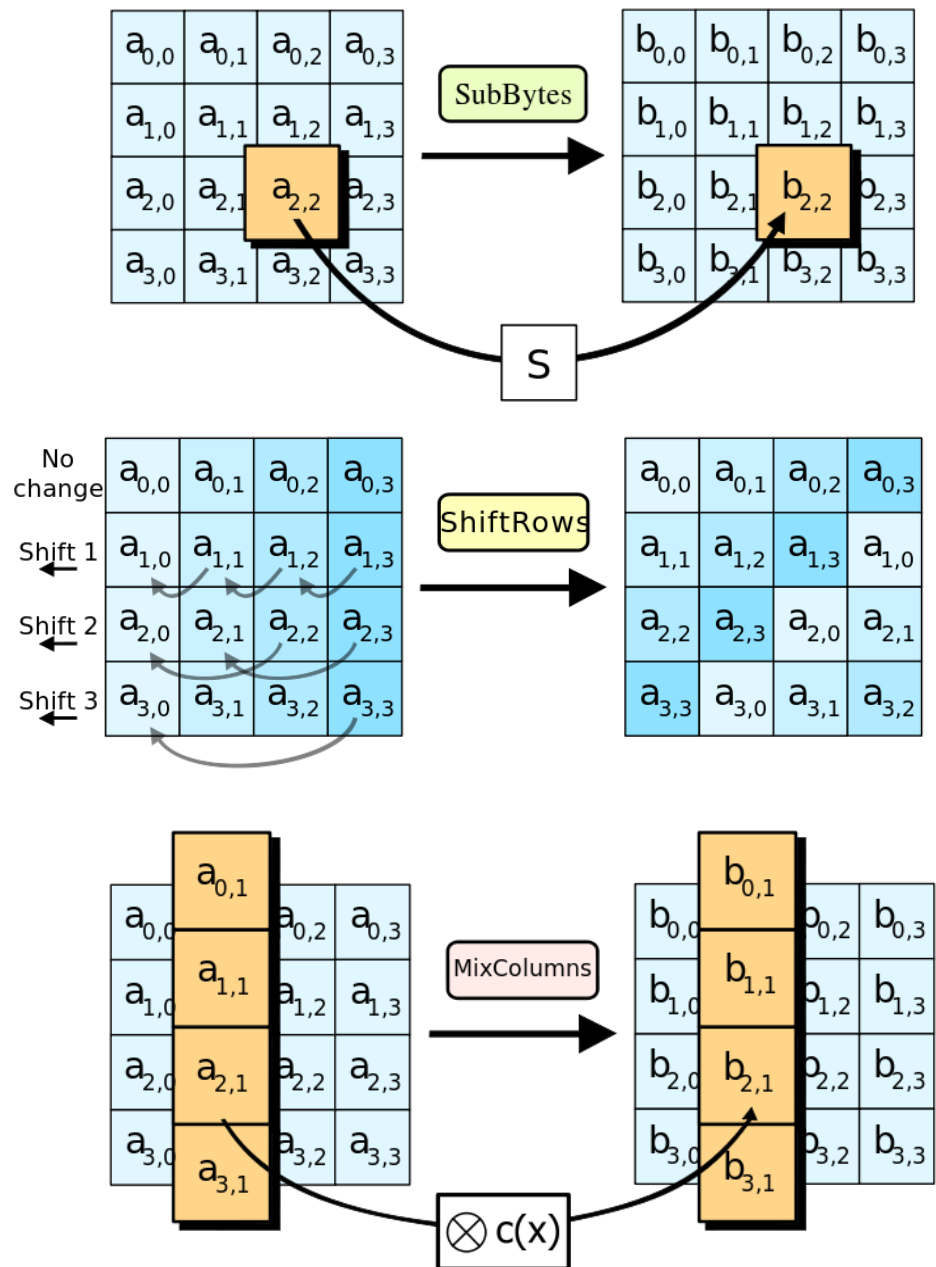 a0,0 a0,1 a0,2 a0,3 b0,0 b0,1 b0,2 b0,3
SubBytes
a1,0 a1,1 a1,2 a1,3 b1,0 b1,1 b1,2 b1,3
a2,0 a2,1 a2,2 a2,3 b2,0 b2,1 b2,2 b2,3
a3,0 a3,1 a3,2 a3,3 b3,0 b3,1 b3,2 b3,3
S
No
change
a0,0 a0,1 a0,2 a0,3 a0,0 a0,1 a0,2 a0,3
ShiftRows
Shift 1 a1,0 a1,1 a1,2 a1,3 a1,1 a1,2 a1,3 a1,0
Shift 2 a2,0 a2,1 a2,2 a2,3 a2,2 a2,3 a2,0 a2,1
Shift 3 a3,0 a3,1 a3,2 a3,3 a3,3 a3,0 a3,1 a3,2
a0,1 b0,1
a0,0 a0,2 a0,3 b0,0 b0,2 b0,3
MixColumns
a1,0 a1,1 a1,2 a1,3 b1,0 b1,1 b1,2 b1,3
a2,0 a2,1 a2,2 a2,3 b2,0 b2,1 b2,2 b2,3
a3,0 a3,1 a3,2 a3,3 b3,0 b3,1 b3,2 b3,3
⊗ c(x)